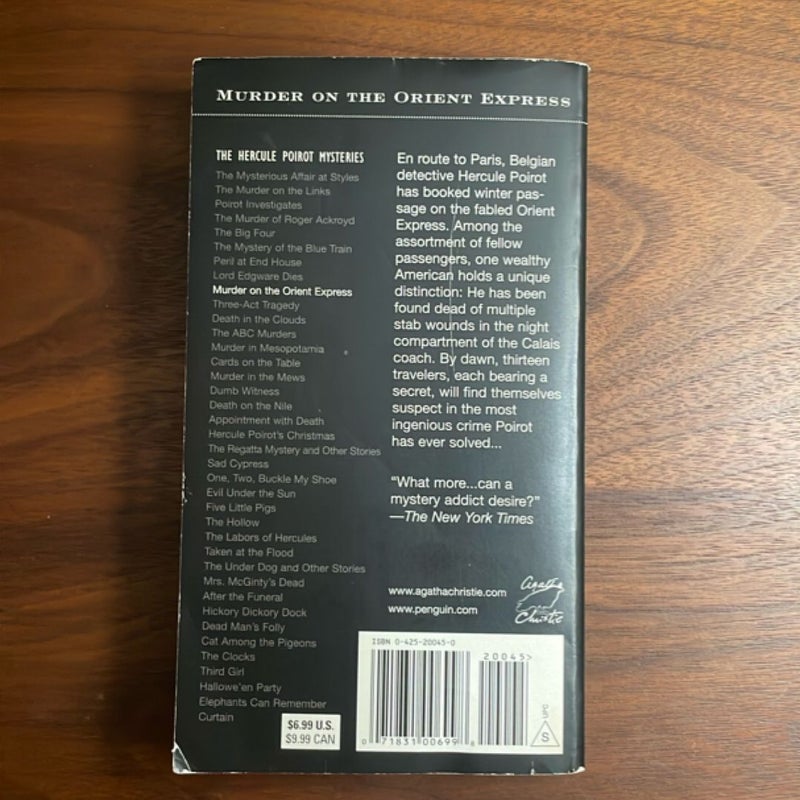 MURDER ON THE ORIENT EXPRESS
THE HERCULE POIROT MYSTERIES
The Mysterious Affair at Styles
The Murder on the Links
Poirot Investigates
The Murder of Roger Ackroyd
The Big Four
The Mystery of the Blue Train
Peril at End House
Lord Edgware Dies
Murder on the Orient Express
Three-Act Tragedy
Death in the Clouds
The ABC Murders
Murder in Mesopotamia
Cards on the Table
Murder in the Mews
Dumb Witness
Death on the Nile
Appointment with Death
Hercule Poirot's Christmas
The Regatta Mystery and Other Stories
Sad Cypress
One, Two, Buckle My Shoe
Evil Under the Sun
Five Little Pigs
The Hollow
The Labors of Hercules
Taken at the Flood
The Under Dog and Other Stories
Mrs. McGinty's Dead
After the Funeral
Hickory Dickory Dock
Dead Man's Folly
Cat Among the Pigeons
The Clocks
Third Girl
Hallowe'en Party
Elephants Can Remember
Curtain
$6.99 U.S.
$9.99 CAN
En route to Paris, Belgian
detective Hercule Poirot
has booked winter pas-
sage on the fabled Orient
Express. Among the
assortment of fellow
passengers, one wealthy
American holds a unique
distinction: He has been
found dead of multiple
stab wounds in the night
compartment of the Calais
coach. By dawn, thirteen
travelers, each bearing a
secret, will find themselves
suspect in the most
ingenious crime Poirot
has ever solved...
"What more...can a
mystery addict desire?"
—The New York Times
www.agathachristie.com
www.penguin.com
Agatha
Christie
ISBN 0-425-20045-0
20045>
0 71831 00699 8
UPC
S